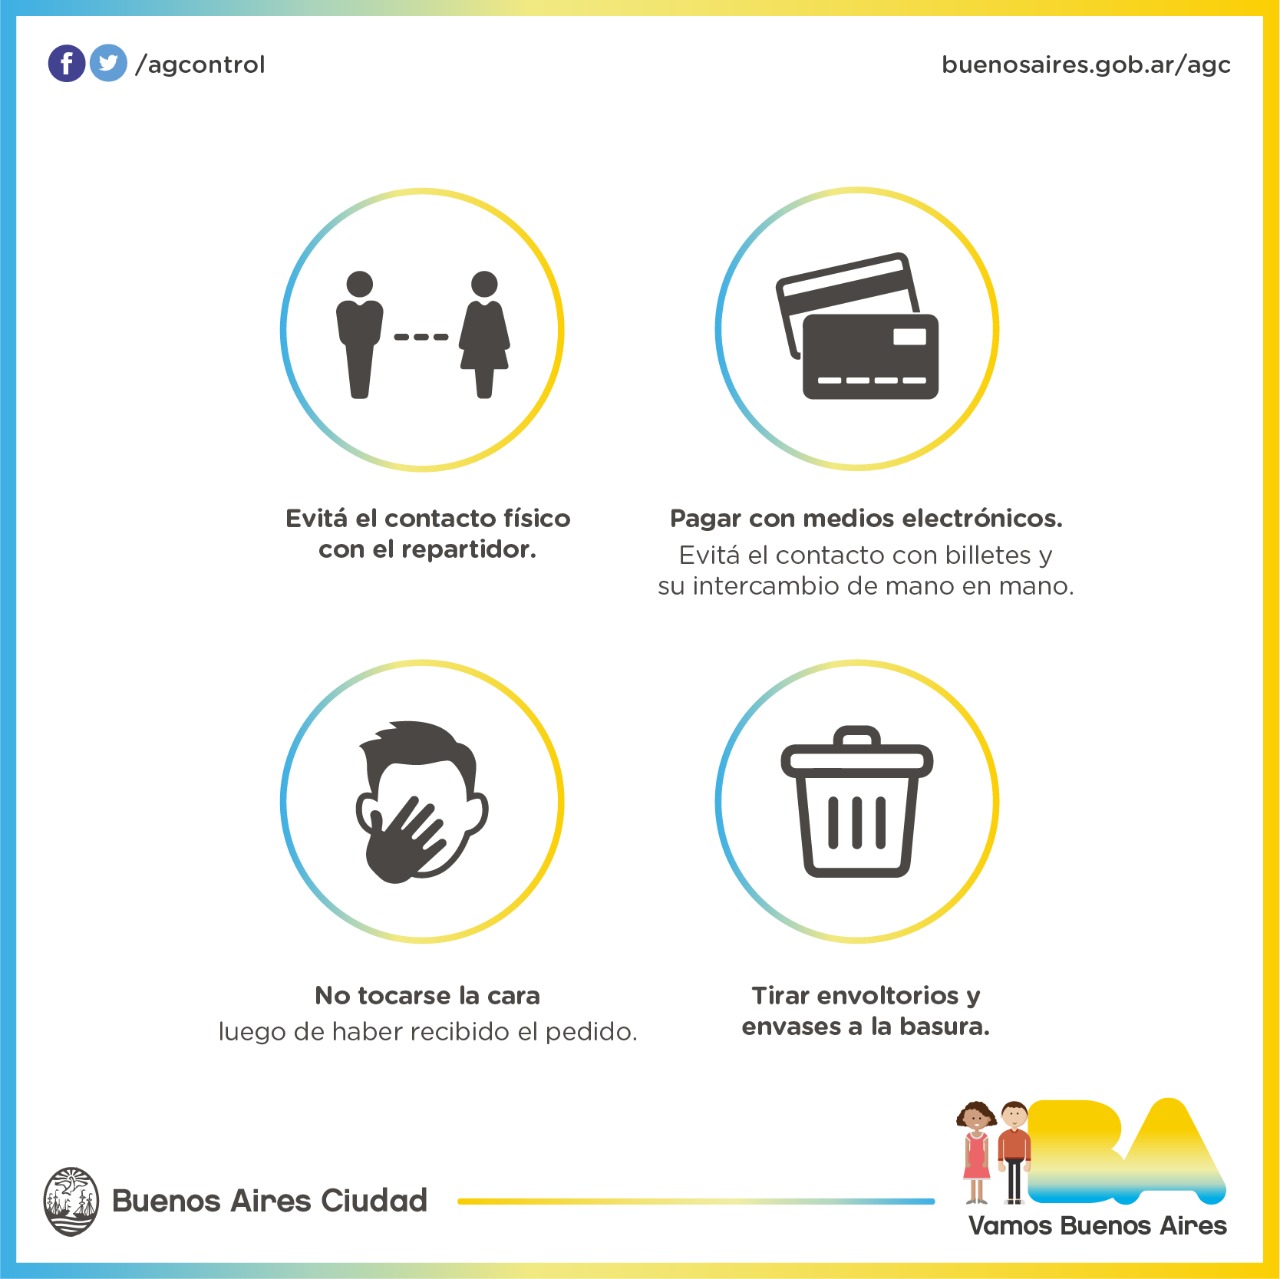 /agcontrol
buenosaires.gob.ar/agc
Evitá el contacto físico
con el repartidor.
Pagar con medios electrónicos.
Evitá el contacto con billetes y
su intercambio de mano en mano.
No tocarse la cara
luego de haber recibido el pedido.
Tirar envoltorios y
envases a la basura.
Buenos Aires Ciudad
BA
Vamos Buenos Aires